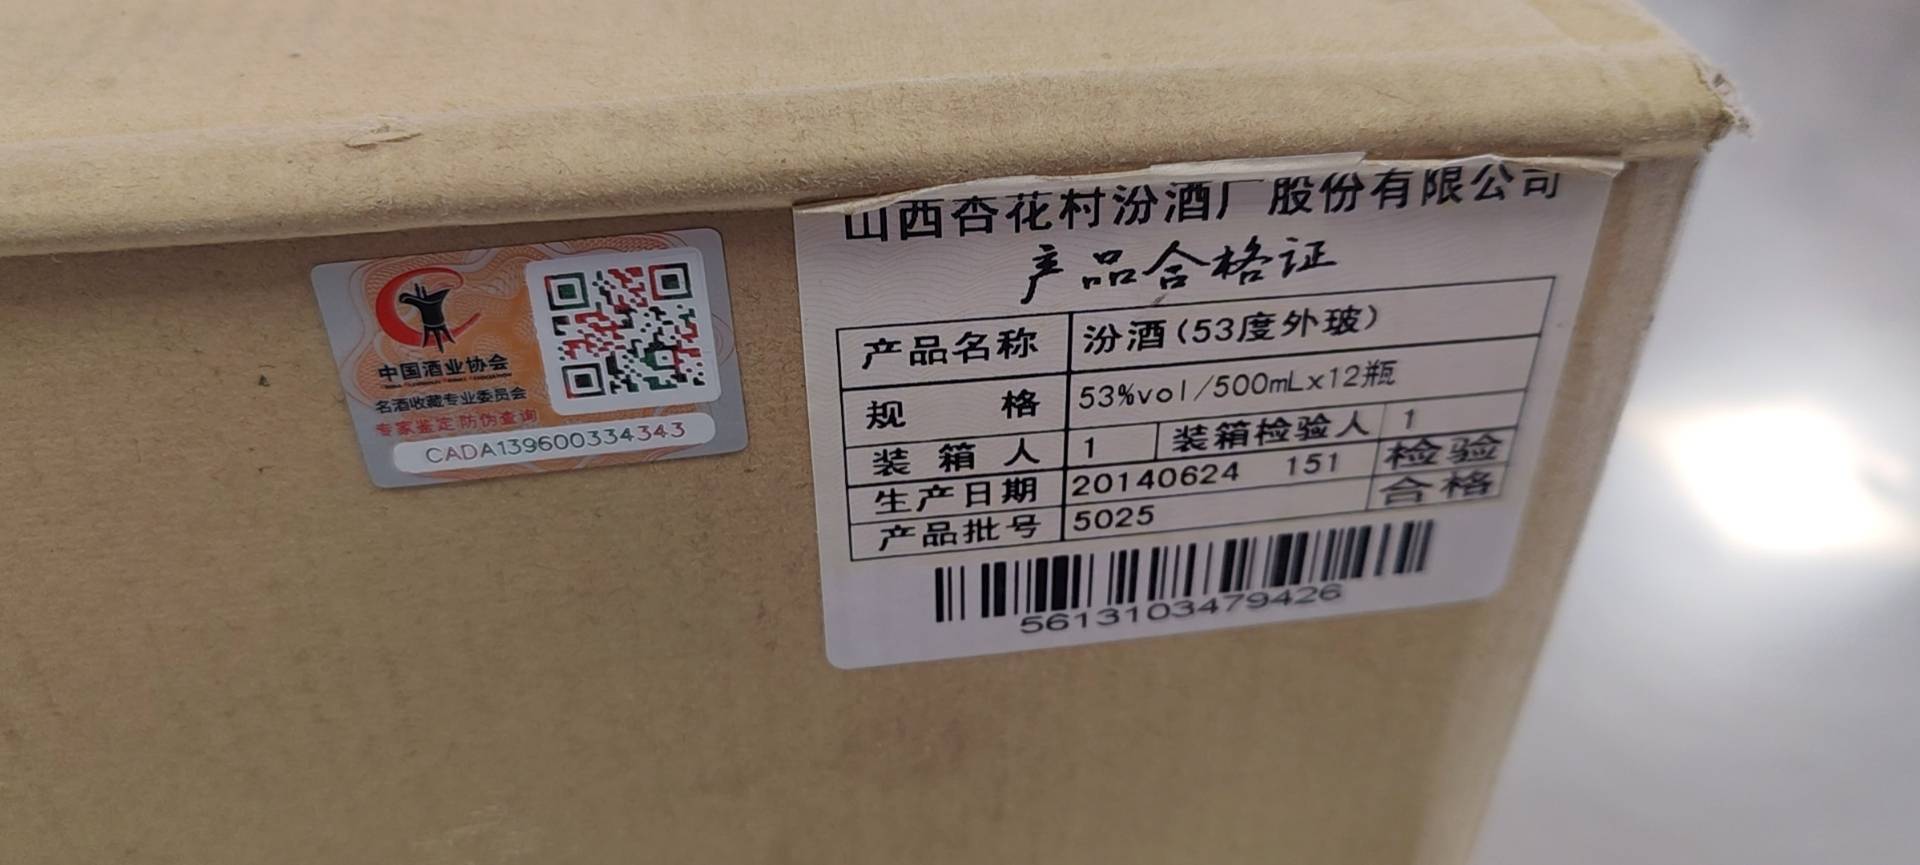 中国酒业协会
名酒收藏专业委员会
专家鉴定 防伪查询
CADA139600334343
山西杏花村汾酒厂股份有限公司
产品合格证
产品名称 汾酒(53度外玻)
规 格 53%vol/500mLx12瓶
装 箱 人 1 装箱检验人 1
生产日期 20140624 151 检验
产品批号 5025 合格
5613103479426